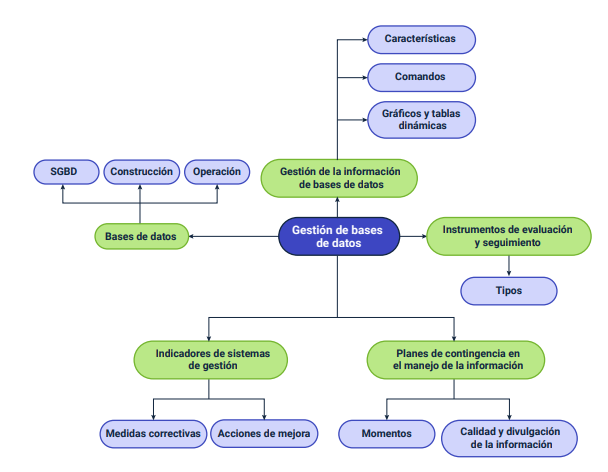 Características
Comandos
Gráficos y tablas
dinámicas
SGBD
Construcción
Operación
Gestión de la información
de bases de datos
Bases de datos
Gestión de bases
de datos
Instrumentos de evaluación
y seguimiento
Tipos
Indicadores de sistemas
de gestión
Planes de contingencia en
el manejo de la información
Medidas correctivas
Acciones de mejora
Momentos
Calidad y divulgación
de la información